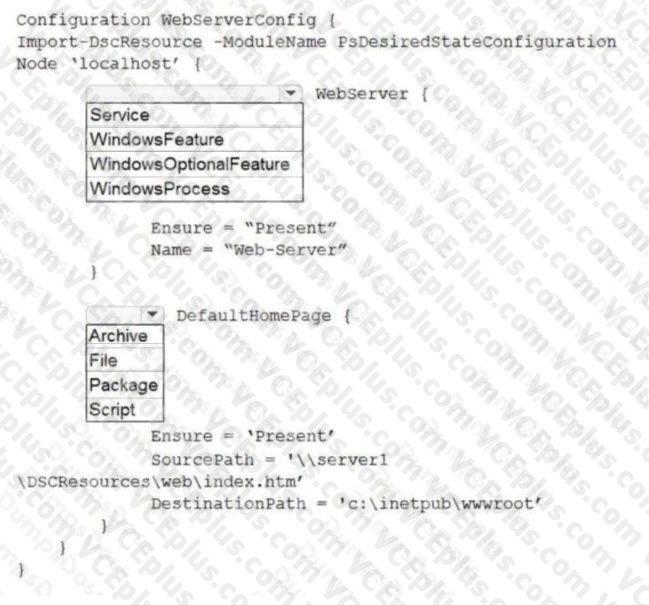 Configuration WebServerConfig {
Import-DscResource -ModuleName PsDesiredStateConfiguration
Node 'localhost' {
WebServer {
Service
WindowsFeature
WindowsOptionalFeature
WindowsProcess
Ensure = "Present"
Name = "Web-Server"
}
DefaultHomePage {
Archive
File
Package
Script
Ensure = 'Present'
SourcePath = '\\server1
\DSCResources\web\index.htm'
DestinationPath = 'c:\inetpub\wwwroot'
}
}
}